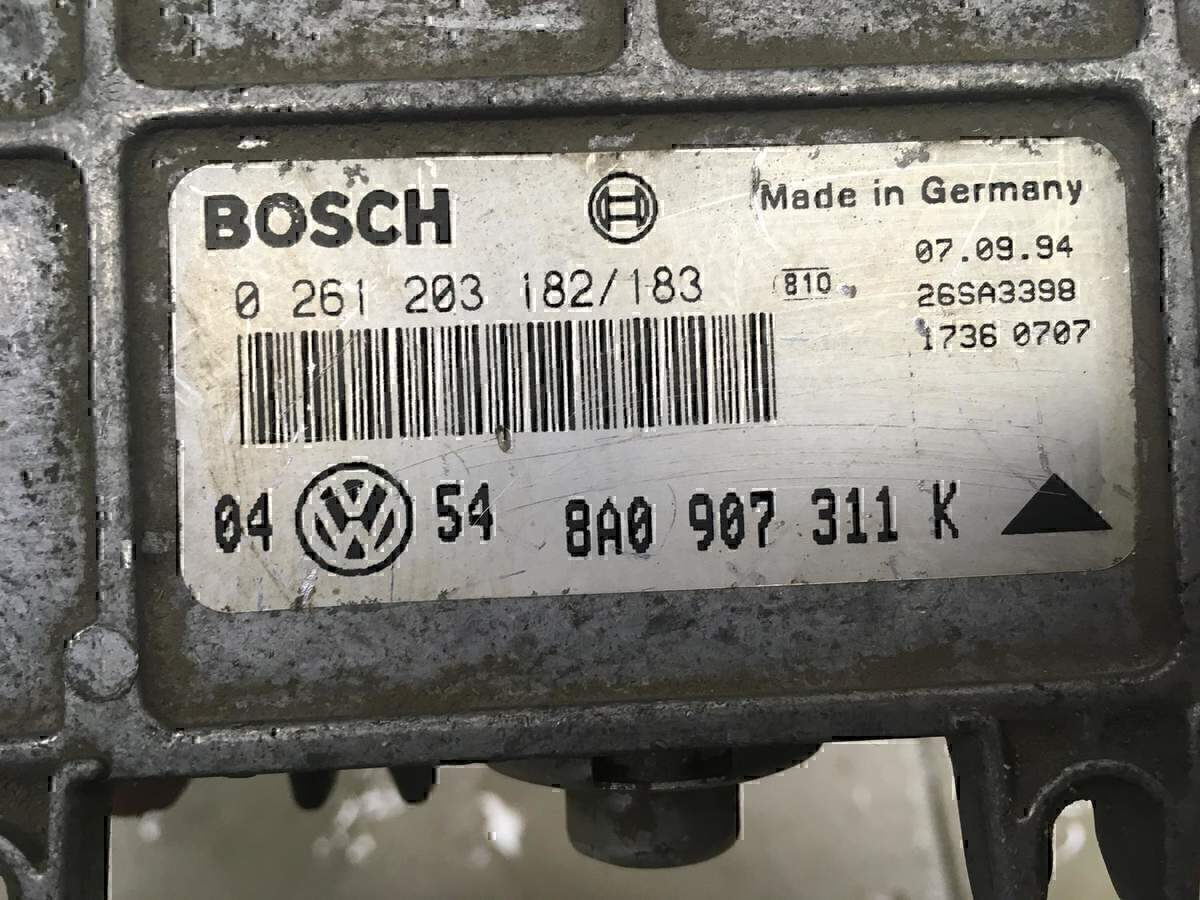 BOSCH
Made in Germany
07.09.94
0 261 203 182/183
810
26SA3398
1736 0707
04 VW 54 8A0 907 311 K